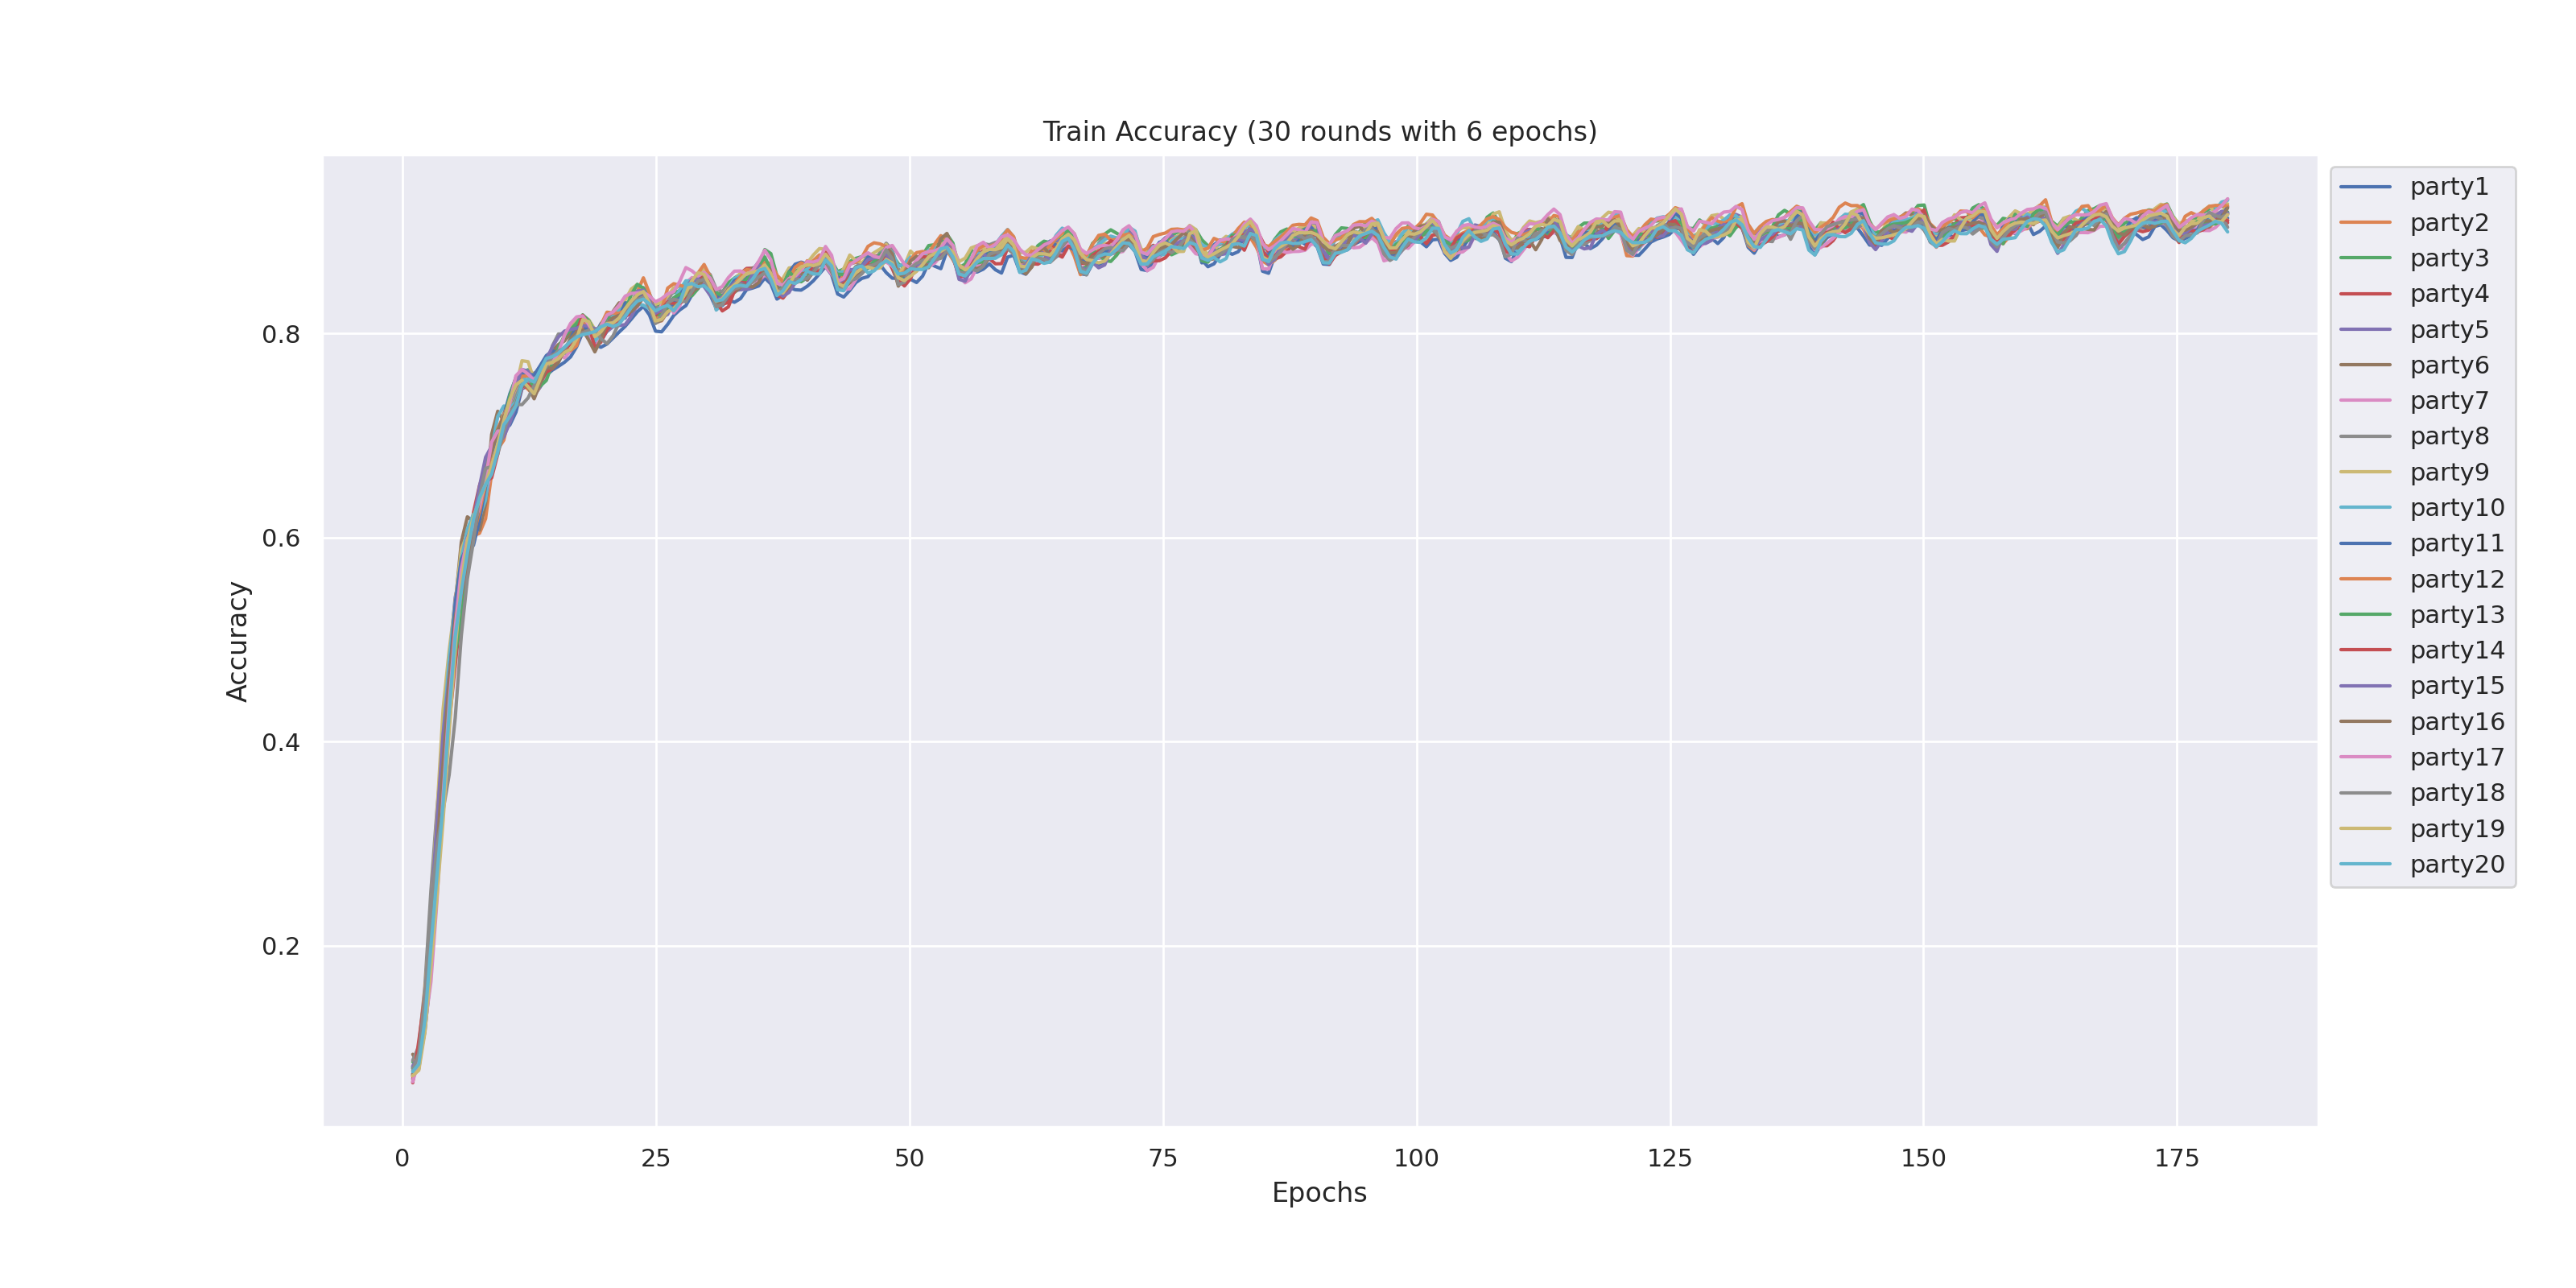 Train Accuracy (30 rounds with 6 epochs)
Accuracy
0.8
0.6
0.4
0.2
0 25 50 75 100 125 150 175
Epochs
party1
party2
party3
party4
party5
party6
party7
party8
party9
party10
party11
party12
party13
party14
party15
party16
party17
party18
party19
party20